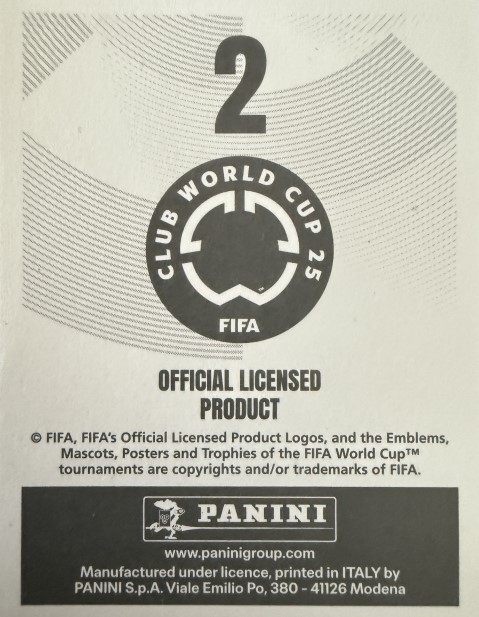 2
CLUB WORLD CUP 25
™
FIFA
OFFICIAL LICENSED
PRODUCT
© FIFA, FIFA's Official Licensed Product Logos, and the Emblems,
Mascots, Posters and Trophies of the FIFA World Cup™
tournaments are copyrights and/or trademarks of FIFA.
PANINI
www.paninigroup.com
Manufactured under licence, printed in ITALY by
PANINI S.p.A. Viale Emilio Po, 380 - 41126 Modena